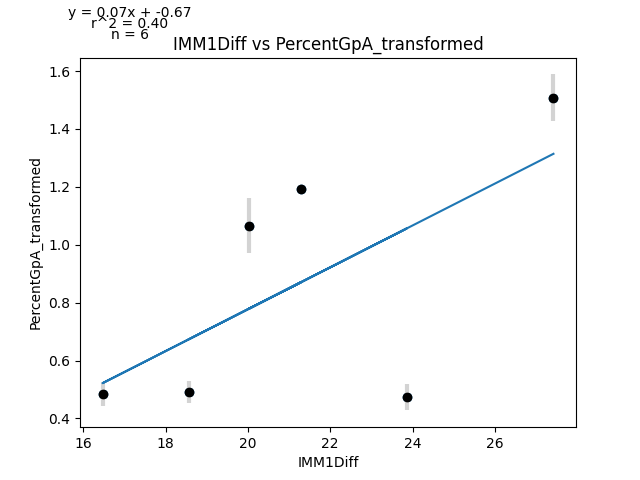 y = 0.07x + -0.67
r^2 = 0.40
n = 6
IMM1Diff vs PercentGpA_transformed
1.6
1.4
1.2
1.0
0.8
0.6
0.4
PercentGpA_transformed
16 18 20 22 24 26
IMM1Diff